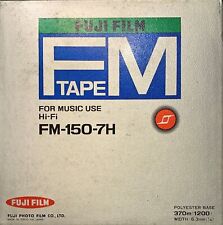 FUJI FILM
FM
TAPE
FOR MUSIC USE
Hi-Fi
FM-150-7H
FUJI FILM
FUJI PHOTO FILM CO., LTD.
POLYESTER BASE
370m (1200')
WIDTH 6.3mm (¼)